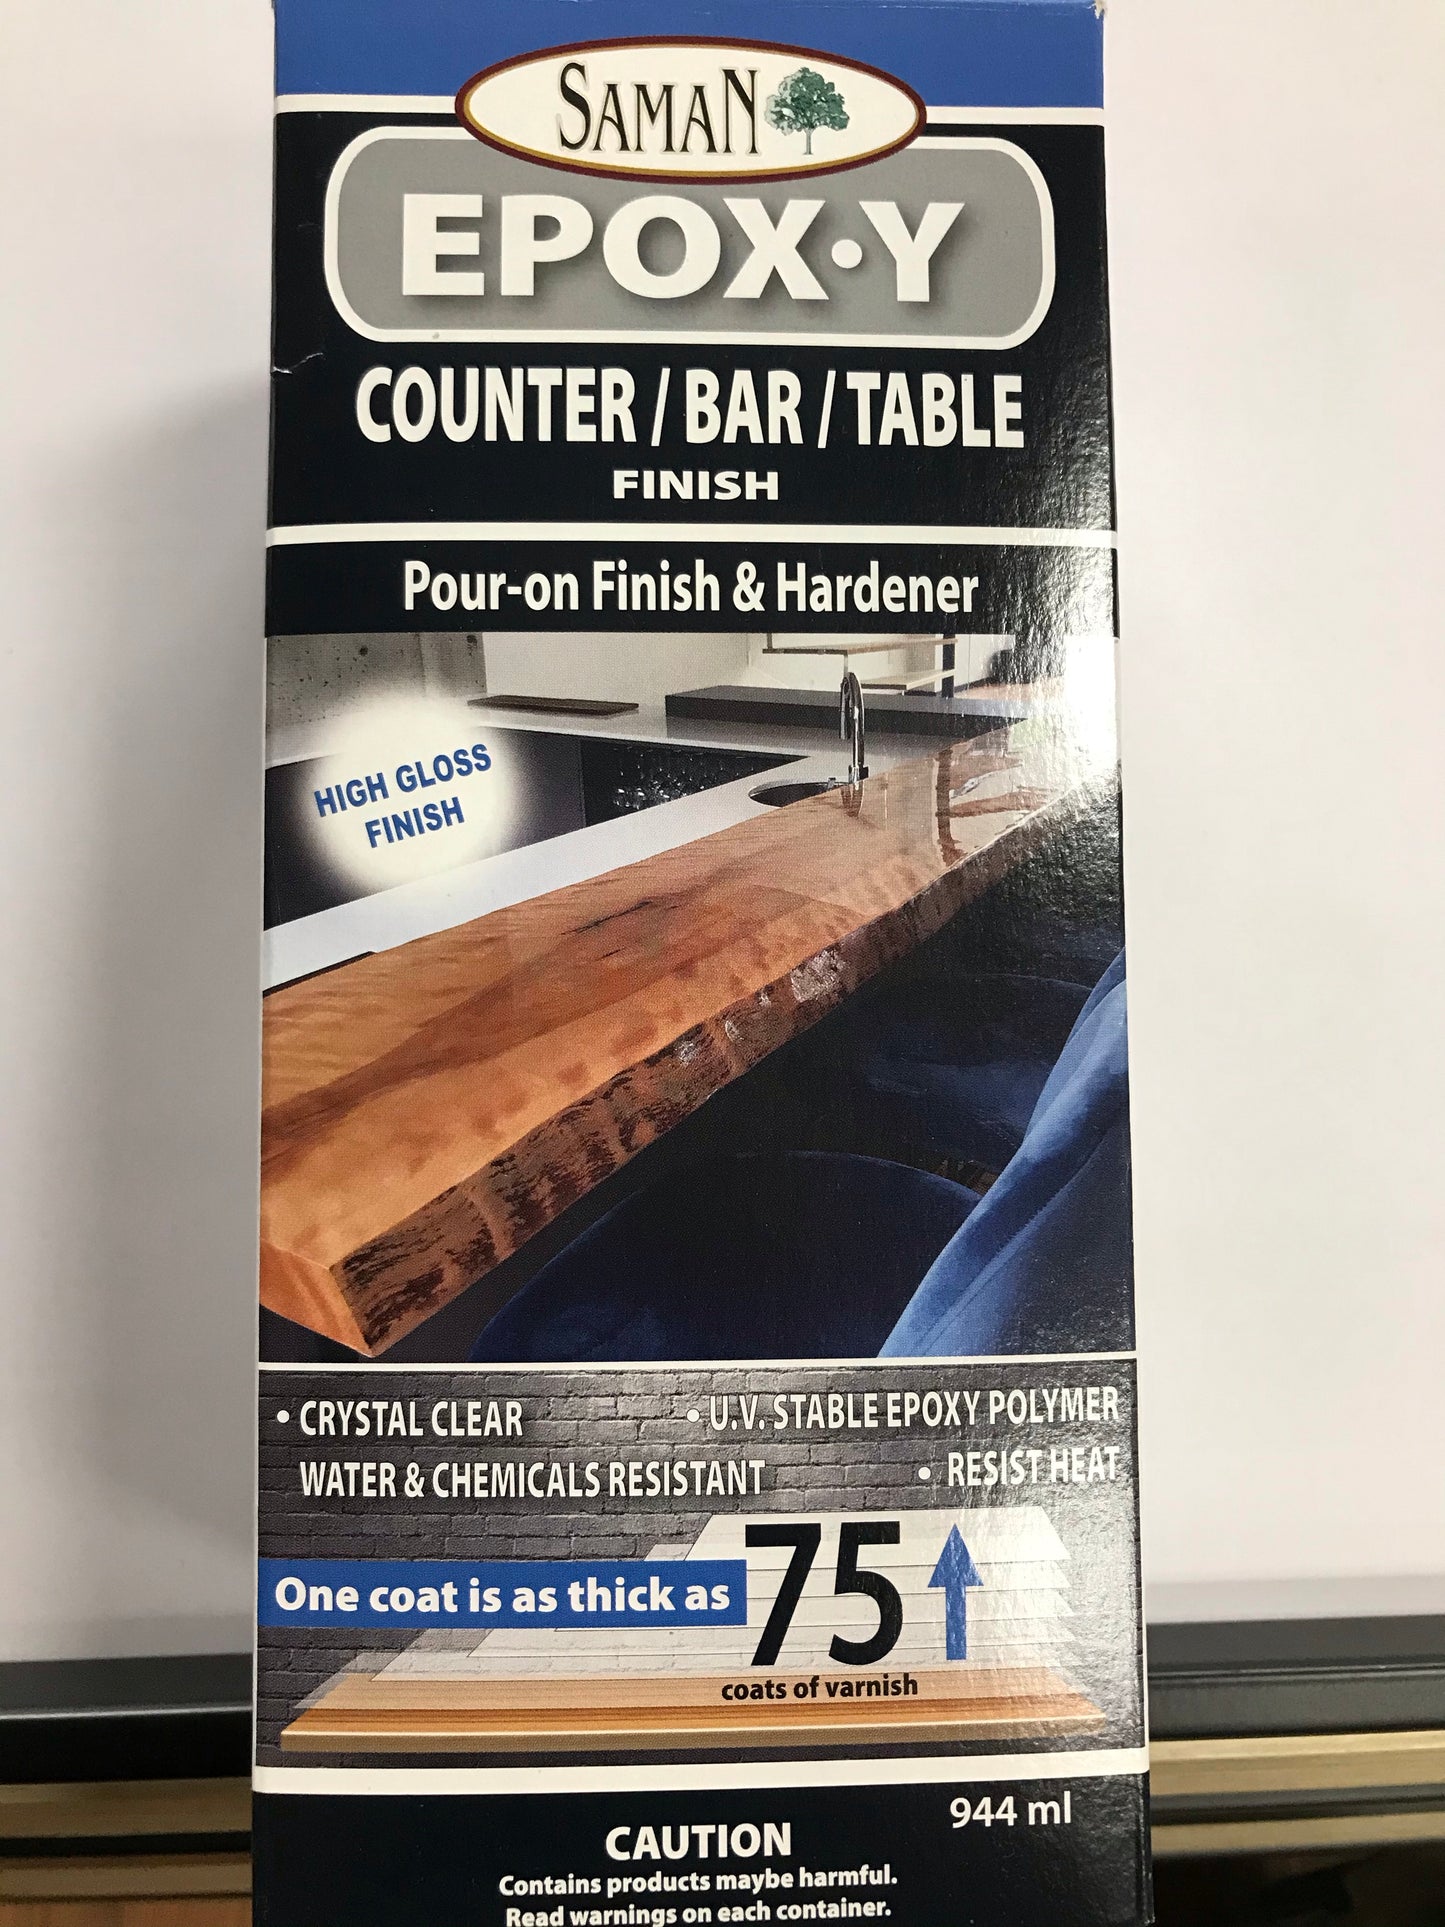 SAMAN
EPOX·Y
COUNTER / BAR / TABLE
FINISH
Pour-on Finish & Hardener
HIGH GLOSS
FINISH
• CRYSTAL CLEAR
• U.V. STABLE EPOXY POLYMER
WATER & CHEMICALS RESISTANT
• RESIST HEAT
One coat is as thick as 75
coats of varnish
944 ml
CAUTION
Contains products maybe harmful.
Read warnings on each container.